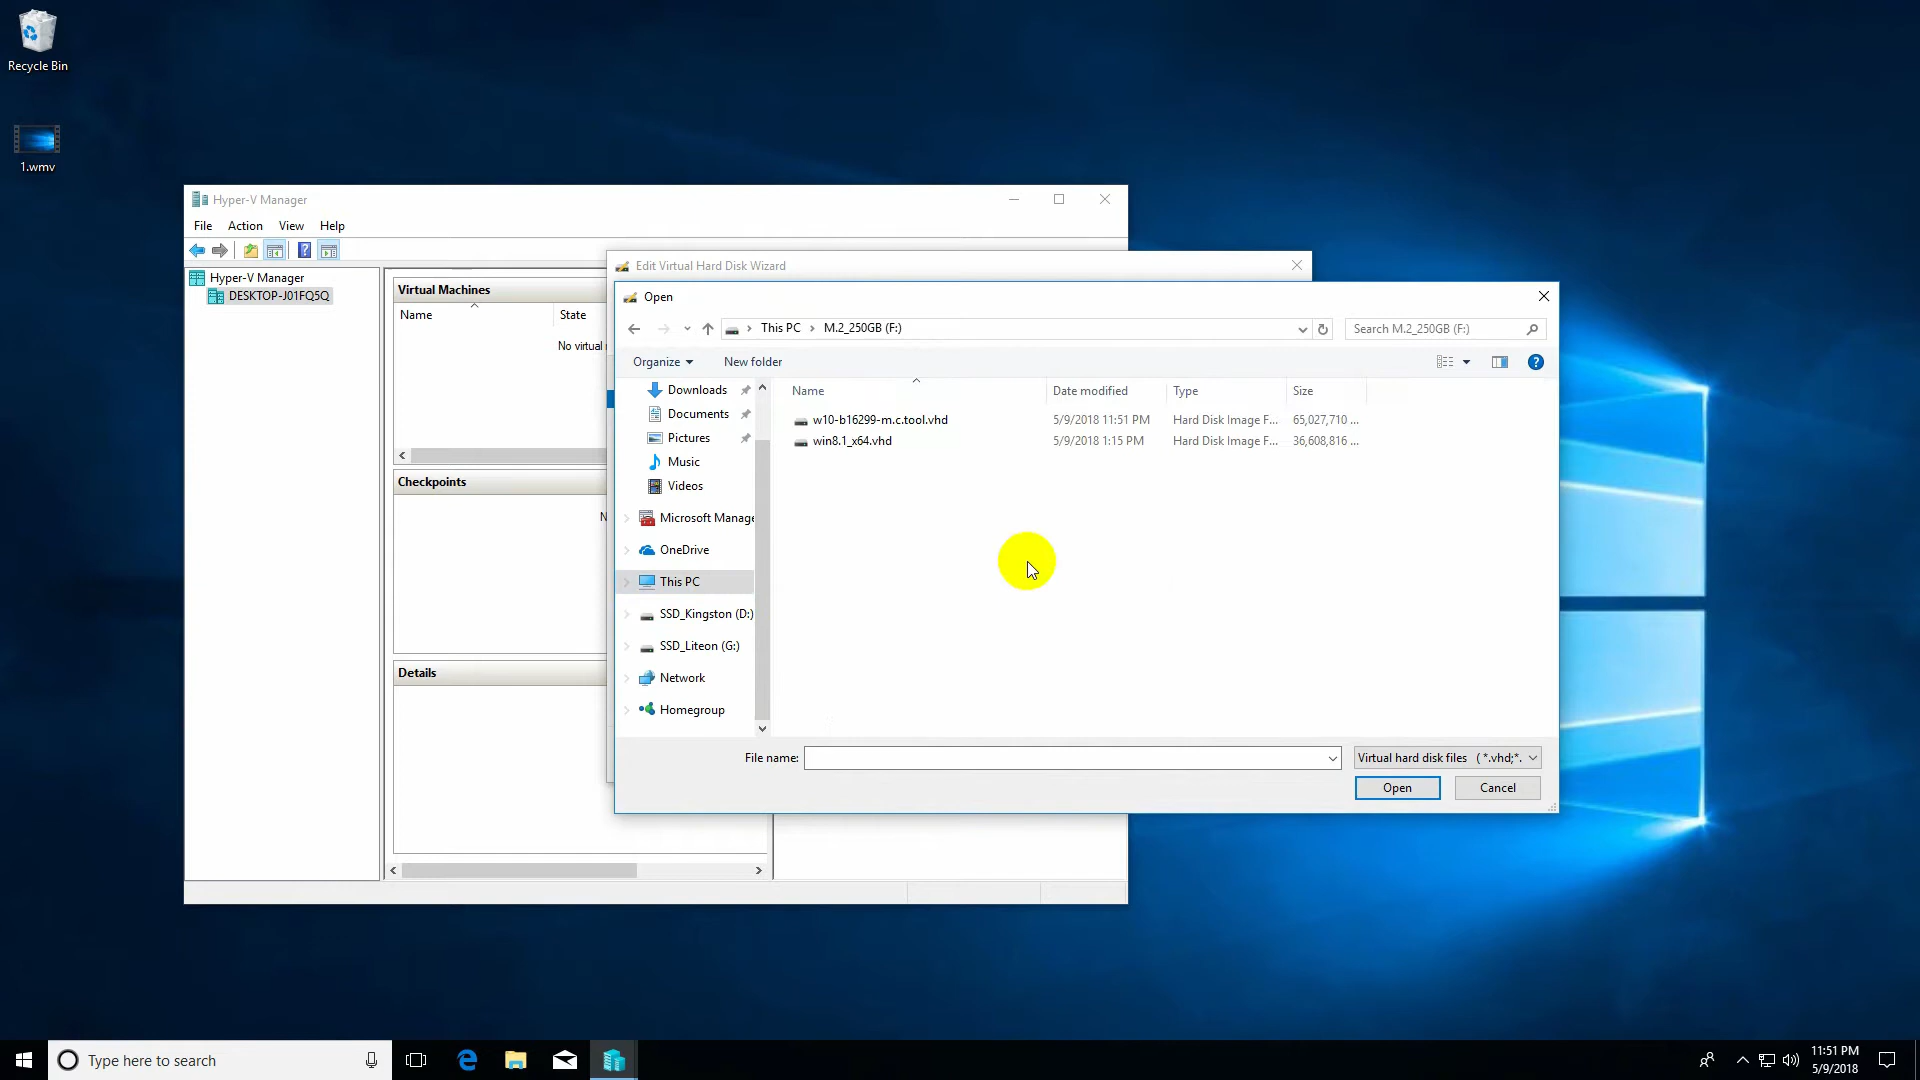 Recycle Bin
1.wmv
Hyper-V Manager
File Action View Help
Hyper-V Manager
DESKTOP-J01FQ5Q
Virtual Machines
Name State
No virtual
Checkpoints
N
Details
Edit Virtual Hard Disk Wizard
Open
This PC M.2_250GB (F:)
Search M.2_250GB (F:)
Organize New folder
Downloads
Documents
Pictures
Music
Videos
Microsoft Manage
OneDrive
This PC
SSD_Kingston (D:)
SSD_Liteon (G:)
Network
Homegroup
Name Date modified Type Size
w10-b16299-m.c.tool.vhd 5/9/2018 11:51 PM Hard Disk Image F... 65,027,710 ...
win8.1_x64.vhd 5/9/2018 1:15 PM Hard Disk Image F... 36,608,816 ...
File name: Virtual hard disk files (*.vhd;*.
Open Cancel
Type here to search
11:51 PM
5/9/2018